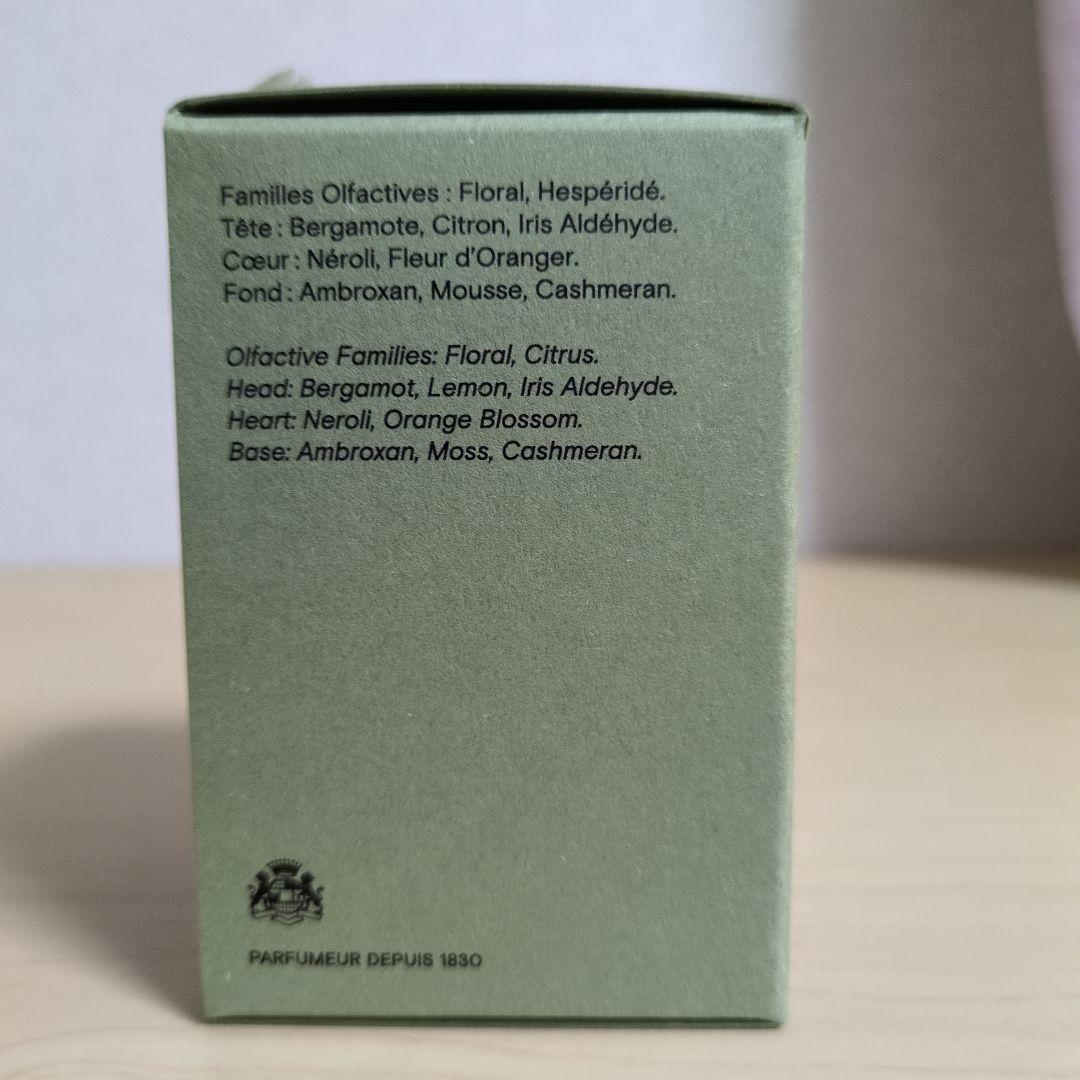 Familles Olfactives : Floral, Hespéridé.
Tête : Bergamote, Citron, Iris Aldéhyde.
Cœur : Néroli, Fleur d'Oranger.
Fond : Ambroxan, Mousse, Cashmeran.
Olfactive Families: Floral, Citrus.
Head: Bergamot, Lemon, Iris Aldehyde.
Heart: Neroli, Orange Blossom.
Base: Ambroxan, Moss, Cashmeran.
PARFUMEUR DEPUIS 1830